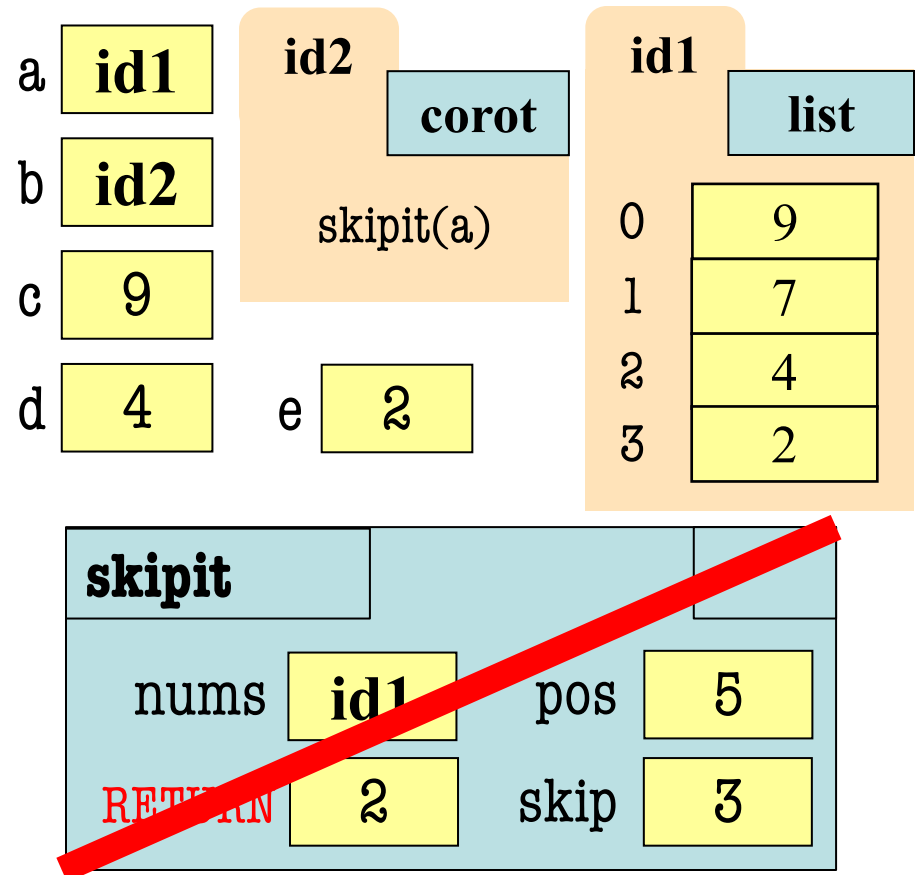 a id1
b id2
c 9
d 4
e 2
id2
corot
skipit(a)
id1
list
0 9
1 7
2 4
3 2
skipit
nums id1
pos 5
RETURN 2
skip 3